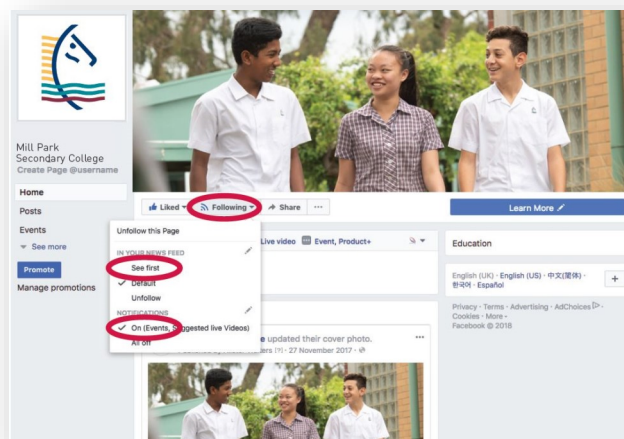 Mill Park
Secondary College
Create Page @username
Home
Posts
Events
See more
Promote
Manage promotions
Liked Following Share ...
Learn More
Unfollow this Page
IN YOUR NEWS FEED
See first
Default
Unfollow
NOTIFICATIONS
On (Events, Suggested live Videos)
All off
Live video Event, Product+
updated their cover photo.
27 November 2017
Education
English (UK) · English (US) · 中文(简体) ·
한국어 · Español
Privacy · Terms · Advertising · AdChoices ·
Cookies · More ·
Facebook © 2018